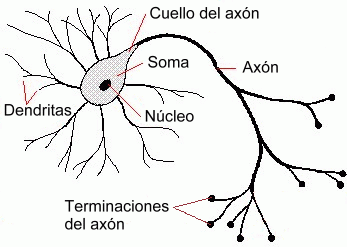 Cuello del axón
Soma
Axón
Dendritas
Núcleo
Terminaciones
del axón